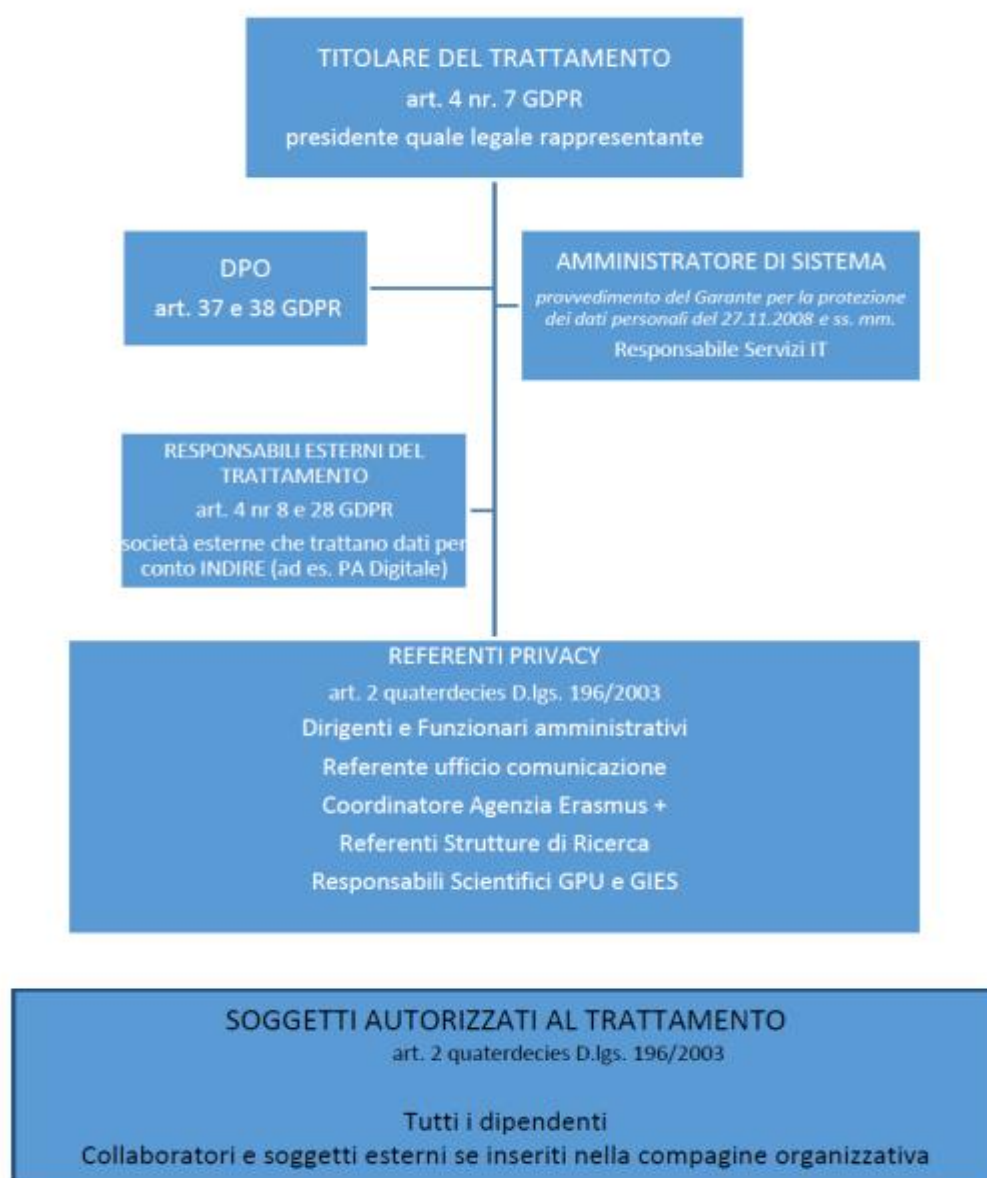 TITOLARE DEL TRATTAMENTO
art. 4 nr. 7 GDPR
presidente quale legale rappresentante
DPO
art. 37 e 38 GDPR
AMMINISTRATORE DI SISTEMA
provvedimento del Garante per la protezione
dei dati personali del 27.11.2008 e ss. mm.
Responsabile Servizi IT
RESPONSABILI ESTERNI DEL
TRATTAMENTO
art. 4 nr 8 e 28 GDPR
società esterne che trattano dati per
conto INDIRE (ad es. PA Digitale)
REFERENTI PRIVACY
art. 2 quaterdecies D.lgs. 196/2003
Dirigenti e Funzionari amministrativi
Referente ufficio comunicazione
Coordinatore Agenzia Erasmus +
Referenti Strutture di Ricerca
Responsabili Scientifici GPU e GIES
SOGGETTI AUTORIZZATI AL TRATTAMENTO
art. 2 quaterdecies D.lgs. 196/2003
Tutti i dipendenti
Collaboratori e soggetti esterni se inseriti nella compagine organizzativa